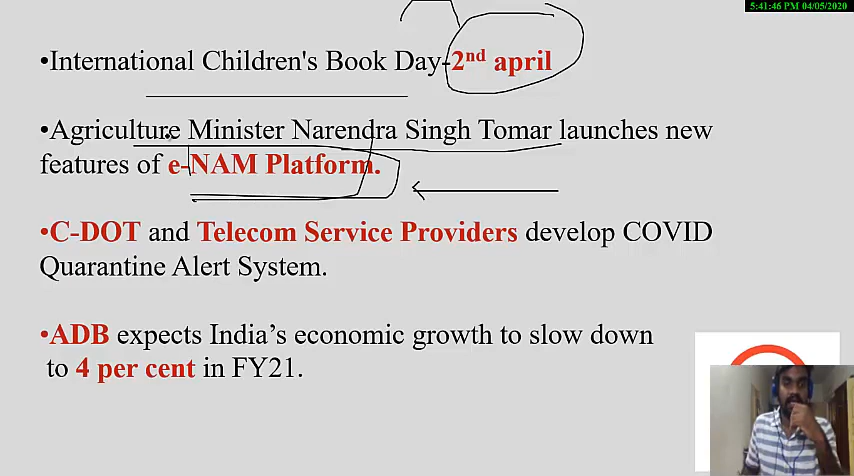 5:41:46 PM 04/05/2020
•International Children's Book Day-2nd april
•Agriculture Minister Narendra Singh Tomar launches new
features of e-NAM Platform.
•C-DOT and Telecom Service Providers develop COVID
Quarantine Alert System.
•ADB expects India’s economic growth to slow down
to 4 per cent in FY21.